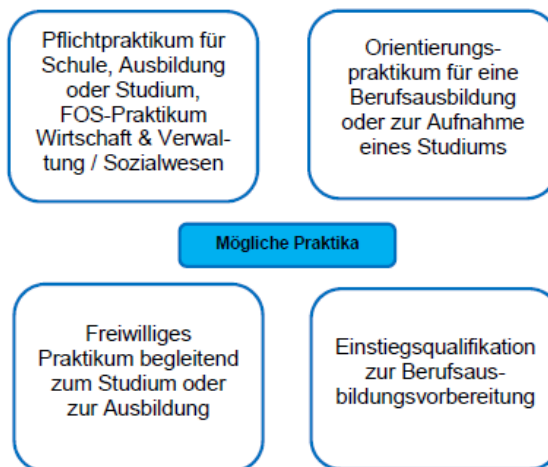 Pflichtpraktikum für
Schule, Ausbildung
oder Studium,
FOS-Praktikum
Wirtschaft & Verwal-
tung / Sozialwesen
Orientierungs-
praktikum für eine
Berufsausbildung
oder zur Aufnahme
eines Studiums
Mögliche Praktika
Freiwilliges
Praktikum begleitend
zum Studium oder
zur Ausbildung
Einstiegsqualifikation
zur Berufsaus-
bildungsvorbereitung